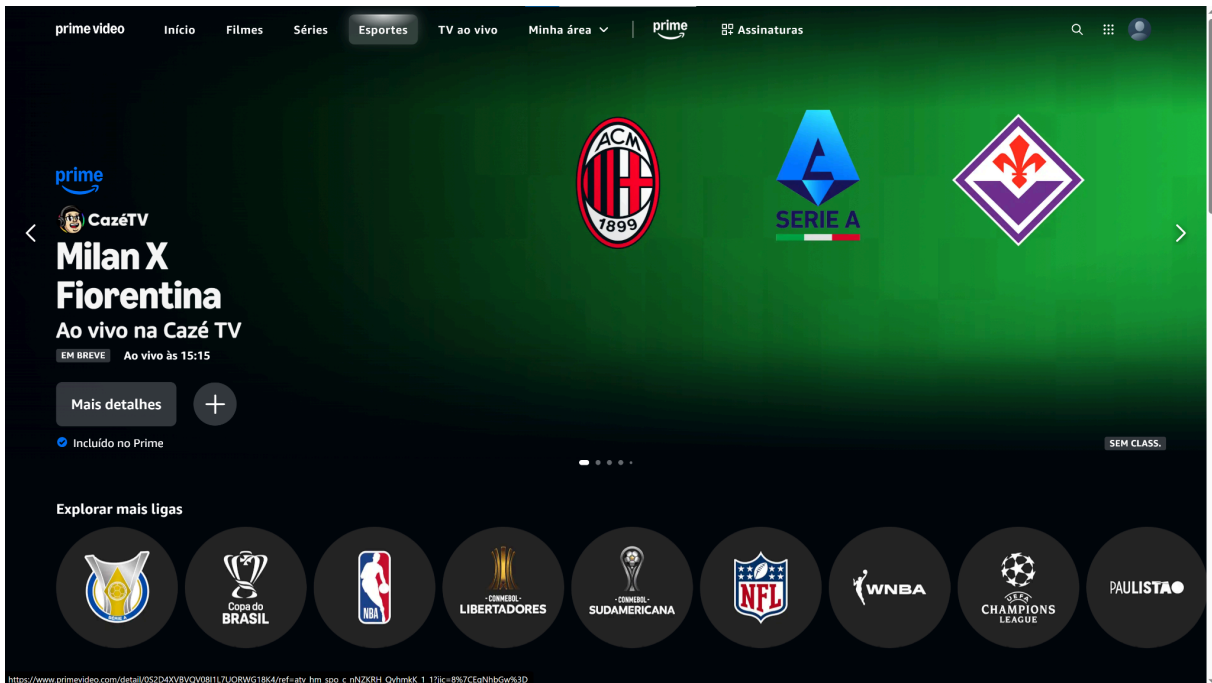 prime video Início Filmes Séries Esportes TV ao vivo Minha área prime Assinaturas
ACM
1899
SERIE A
prime
CazéTV
Milan X
Fiorentina
Ao vivo na Cazé TV
EM BREVE Ao vivo às 15:15
Mais detalhes
Incluído no Prime
SEM CLASS.
Explorar mais ligas
SERIE A
Copa do
BRASIL
NBA
·CONMEBOL·
LIBERTADORES
·CONMEBOL·
SUDAMERICANA
NFL
WNBA
UEFA
CHAMPIONS
LEAGUE
PAULISTÃO